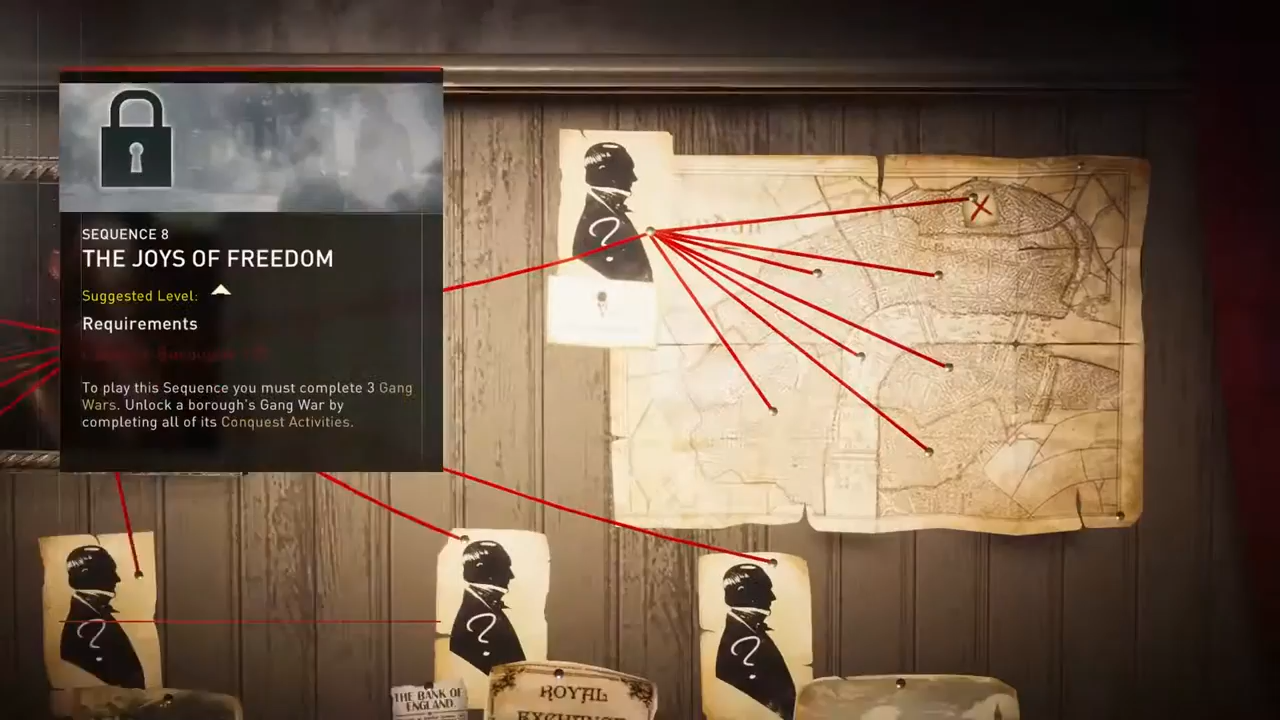 SEQUENCE 8
THE JOYS OF FREEDOM
Suggested Level:
Requirements
To play this Sequence you must complete 3 Gang
Wars. Unlock a borough's Gang War by
completing all of its Conquest Activities.
?
?
?
?
THE BANK OF
ENGLAND.
ROYAL
EXCHANGE